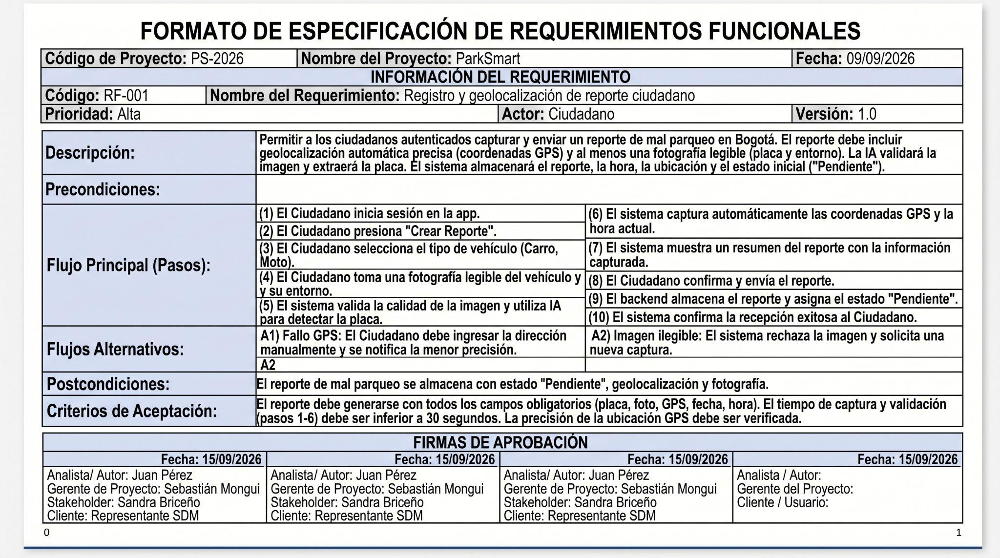 FORMATO DE ESPECIFICACIÓN DE REQUERIMIENTOS FUNCIONALES
Código de Proyecto: PS-2026 Nombre del Proyecto: ParkSmart Fecha: 09/09/2026
INFORMACIÓN DEL REQUERIMIENTO
Código: RF-001 Nombre del Requerimiento: Registro y geolocalización de reporte ciudadano
Prioridad: Alta Actor: Ciudadano Versión: 1.0
Descripción:
Permitir a los ciudadanos autenticados capturar y enviar un reporte de mal parqueo en Bogotá. El reporte debe incluir
geolocalización automática precisa (coordenadas GPS) y al menos una fotografía legible (placa y entorno). La IA validará la
imagen y extraerá la placa. El sistema almacenará el reporte, la hora, la ubicación y el estado inicial ("Pendiente").
Precondiciones:
Flujo Principal (Pasos):
(1) El Ciudadano inicia sesión en la app.
(2) El Ciudadano presiona "Crear Reporte".
(3) El Ciudadano selecciona el tipo de vehículo (Carro,
Moto).
(4) El Ciudadano toma una fotografía legible del vehículo y
y su entorno.
(5) El sistema valida la calidad de la imagen y utiliza IA
para detectar la placa.
(6) El sistema captura automáticamente las coordenadas GPS y la
hora actual.
(7) El sistema muestra un resumen del reporte con la información
capturada.
(8) El Ciudadano confirma y envía el reporte.
(9) El backend almacena el reporte y asigna el estado "Pendiente".
(10) El sistema confirma la recepción exitosa al Ciudadano.
Flujos Alternativos:
A1) Fallo GPS: El Ciudadano debe ingresar la dirección
manualmente y se notifica la menor precisión.
A2) Imagen ilegible: El sistema rechaza la imagen y solicita una
nueva captura.
A2
Postcondiciones:
El reporte de mal parqueo se almacena con estado "Pendiente", geolocalización y fotografía.
Criterios de Aceptación:
El reporte debe generarse con todos los campos obligatorios (placa, foto, GPS, fecha, hora). El tiempo de captura y validación
(pasos 1-6) debe ser inferior a 30 segundos. La precisión de la ubicación GPS debe ser verificada.
FIRMAS DE APROBACIÓN
Fecha: 15/09/2026
Analista/ Autor: Juan Pérez
Gerente de Proyecto: Sebastián Mongui
Stakeholder: Sandra Briceño
Cliente: Representante SDM
Fecha: 15/09/2026
Analista/ Autor: Juan Pérez
Gerente de Proyecto: Sebastián Mongui
Stakeholder: Sandra Briceño
Cliente: Representante SDM
Fecha: 15/09/2026
Analista/ Autor: Juan Pérez
Gerente de Proyecto: Sebastián Mongui
Stakeholder: Sandra Briceño
Cliente: Representante SDM
Fecha: 15/09/2026
Analista / Autor:
Gerente del Proyecto:
Cliente / Usuario:
0 1